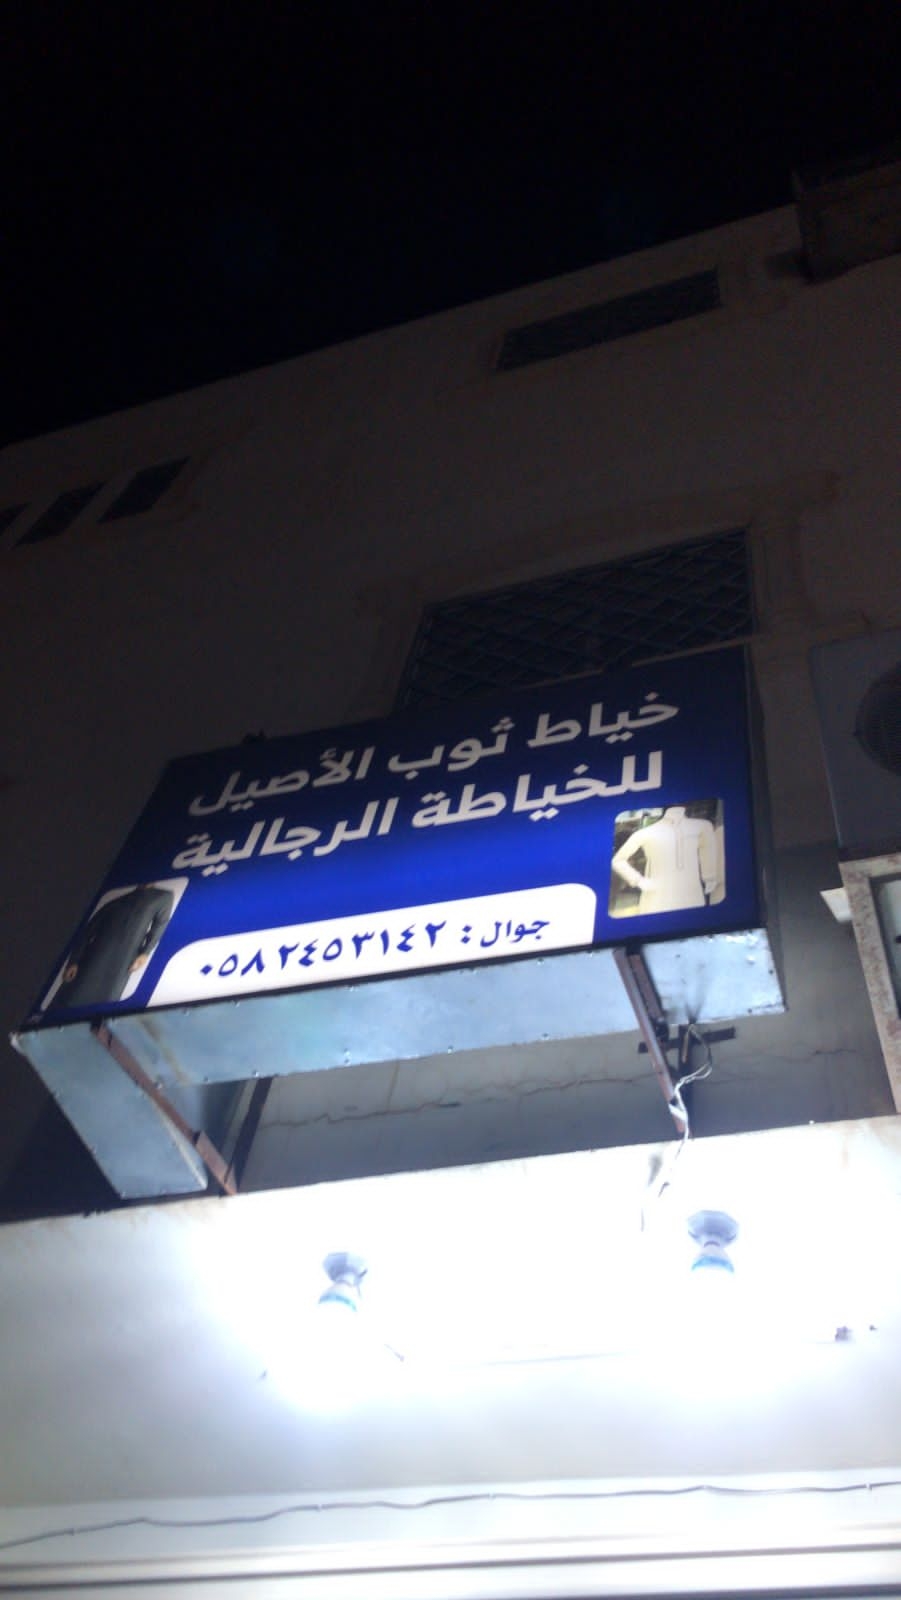 خياط ثوب الأصيل
للخياطة الرجالية
جوال : ٠٥٨٢٤٥٣١٤٢